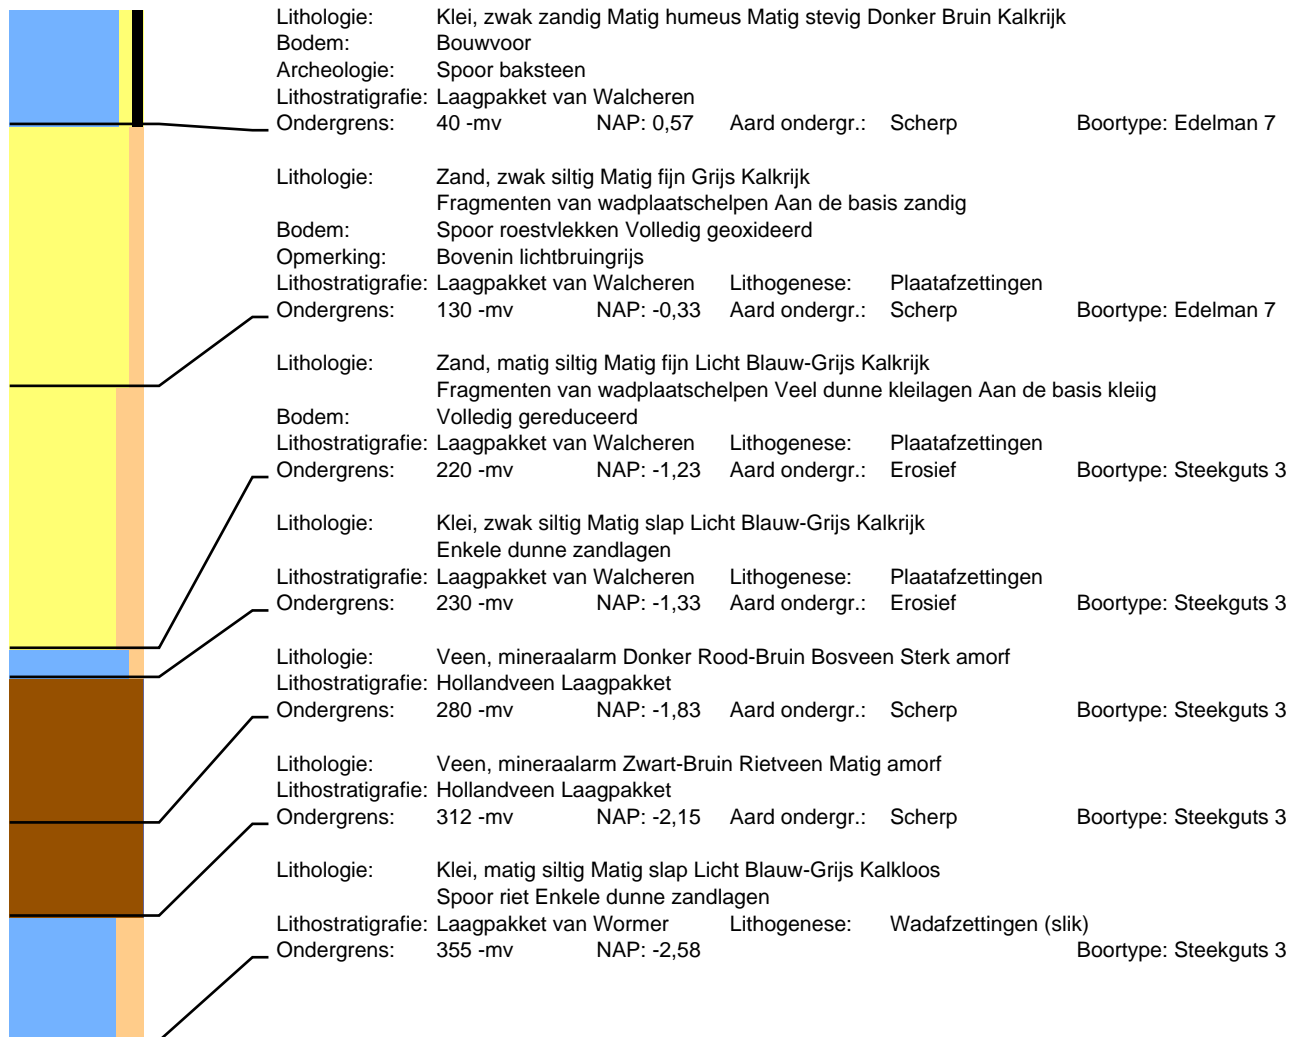 Lithologie: Klei, zwak zandig Matig humeus Matig stevig Donker Bruin Kalkrijk
Bodem: Bouwvoor
Archeologie: Spoor baksteen
Lithostratigrafie: Laagpakket van Walcheren
Ondergrens: 40 -mv NAP: 0,57 Aard ondergr.: Scherp Boortype: Edelman 7
Lithologie: Zand, zwak siltig Matig fijn Grijs Kalkrijk
Fragmenten van wadplaatschelpen Aan de basis zandig
Bodem: Spoor roestvlekken Volledig geoxideerd
Opmerking: Bovenin lichtbruingrijs
Lithostratigrafie: Laagpakket van Walcheren Lithogenese: Plaatafzettingen
Ondergrens: 130 -mv NAP: -0,33 Aard ondergr.: Scherp Boortype: Edelman 7
Lithologie: Zand, matig siltig Matig fijn Licht Blauw-Grijs Kalkrijk
Fragmenten van wadplaatschelpen Veel dunne kleilagen Aan de basis kleiig
Bodem: Volledig gereduceerd
Lithostratigrafie: Laagpakket van Walcheren Lithogenese: Plaatafzettingen
Ondergrens: 220 -mv NAP: -1,23 Aard ondergr.: Erosief Boortype: Steekguts 3
Lithologie: Klei, zwak siltig Matig slap Licht Blauw-Grijs Kalkrijk
Enkele dunne zandlagen
Lithostratigrafie: Laagpakket van Walcheren Lithogenese: Plaatafzettingen
Ondergrens: 230 -mv NAP: -1,33 Aard ondergr.: Erosief Boortype: Steekguts 3
Lithologie: Veen, mineraalarm Donker Rood-Bruin Bosveen Sterk amorf
Lithostratigrafie: Hollandveen Laagpakket
Ondergrens: 280 -mv NAP: -1,83 Aard ondergr.: Scherp Boortype: Steekguts 3
Lithologie: Veen, mineraalarm Zwart-Bruin Rietveen Matig amorf
Lithostratigrafie: Hollandveen Laagpakket
Ondergrens: 312 -mv NAP: -2,15 Aard ondergr.: Scherp Boortype: Steekguts 3
Lithologie: Klei, matig siltig Matig slap Licht Blauw-Grijs Kalkloos
Spoor riet Enkele dunne zandlagen
Lithostratigrafie: Laagpakket van Wormer Lithogenese: Wadafzettingen (slik)
Ondergrens: 355 -mv NAP: -2,58 Boortype: Steekguts 3